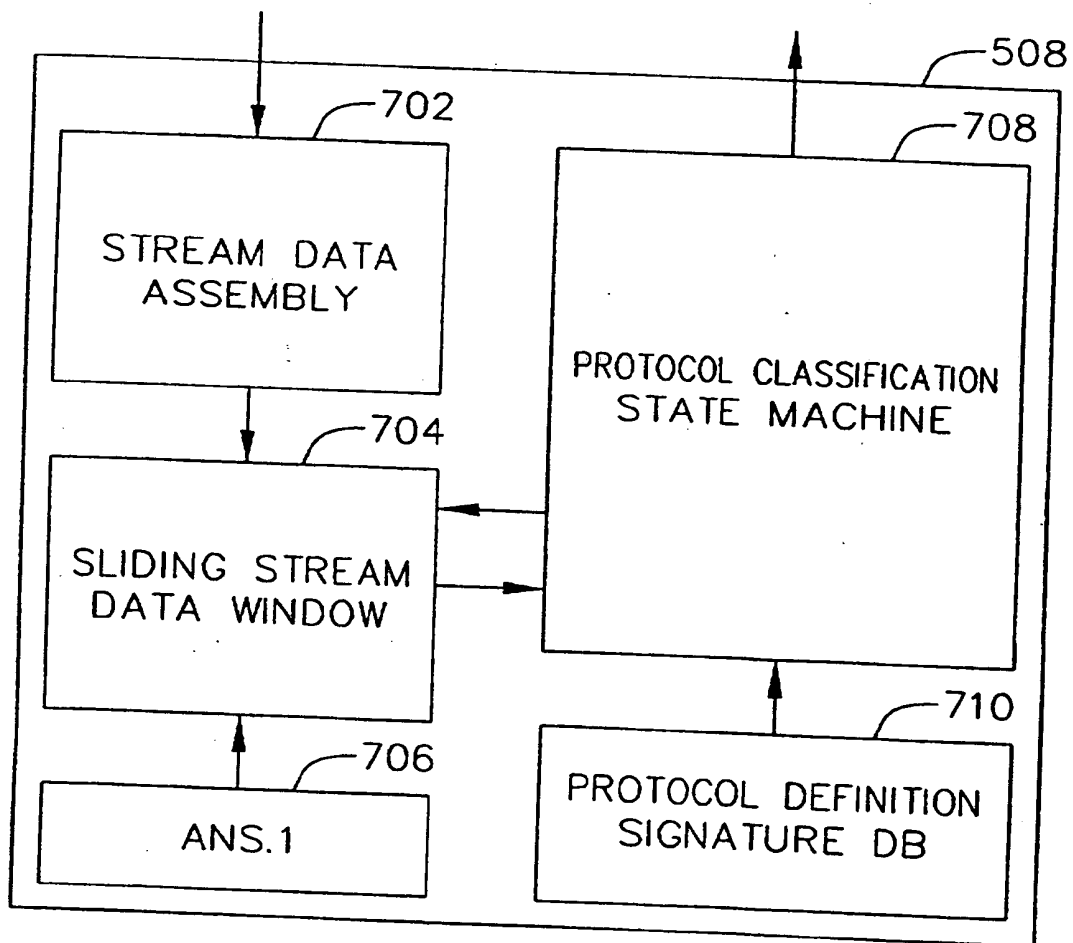 508
702
STREAM DATA
ASSEMBLY
708
PROTOCOL CLASSIFICATION
STATE MACHINE
704
SLIDING STREAM
DATA WINDOW
706
ANS.1
710
PROTOCOL DEFINITION
SIGNATURE DB